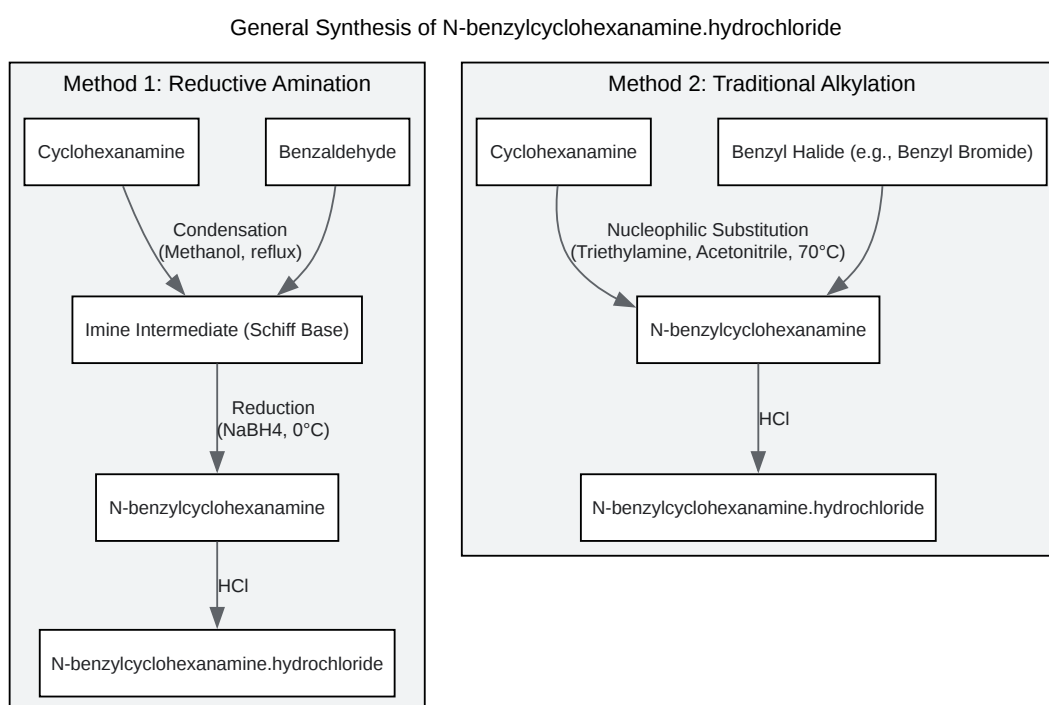 General Synthesis of N-benzylcyclohexanamine.hydrochloride
Method 1: Reductive Amination
Cyclohexanamine
Benzaldehyde
Condensation
(Methanol, reflux)
Imine Intermediate (Schiff Base)
Reduction
(NaBH4, 0°C)
N-benzylcyclohexanamine
HCl
N-benzylcyclohexanamine.hydrochloride
Method 2: Traditional Alkylation
Cyclohexanamine
Benzyl Halide (e.g., Benzyl Bromide)
Nucleophilic Substitution
(Triethylamine, Acetonitrile, 70°C)
N-benzylcyclohexanamine
HCl
N-benzylcyclohexanamine.hydrochloride